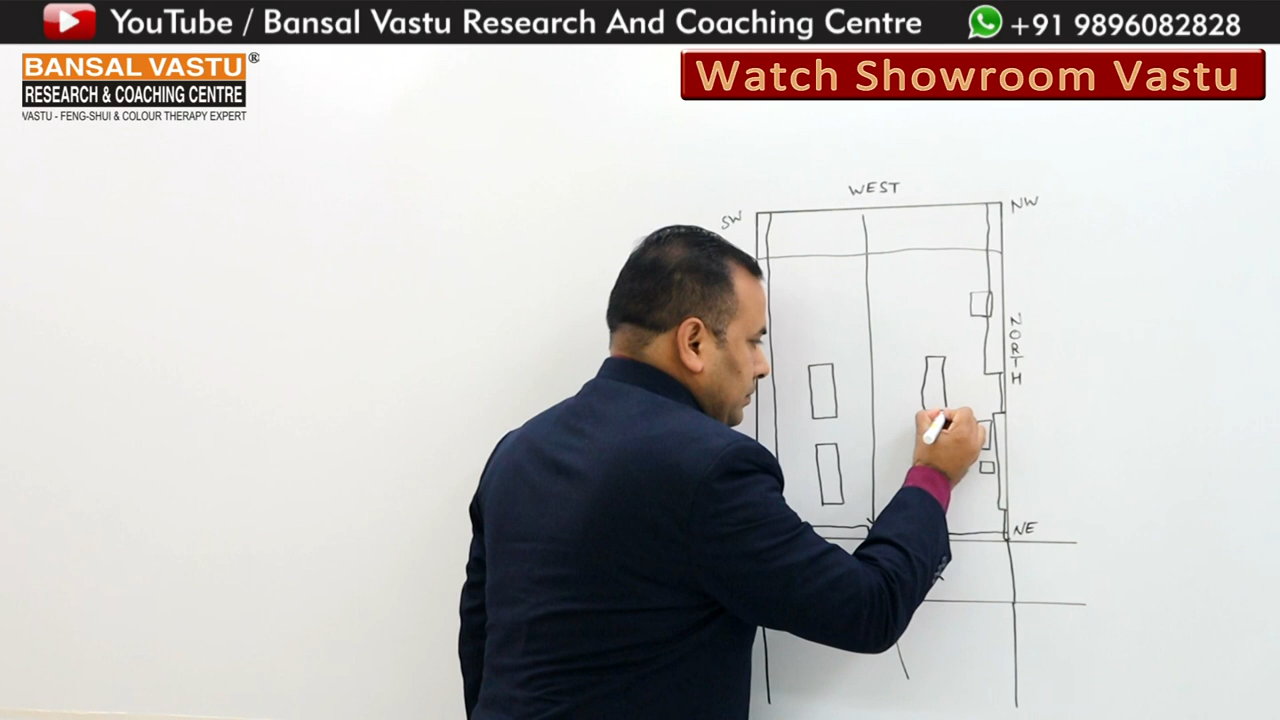 YouTube / Bansal Vastu Research And Coaching Centre
+91 9896082828
BANSAL VASTU®
RESEARCH & COACHING CENTRE
VASTU - FENG-SHUI & COLOUR THERAPY EXPERT
Watch Showroom Vastu
WEST
SW
NW
NORTH
NE